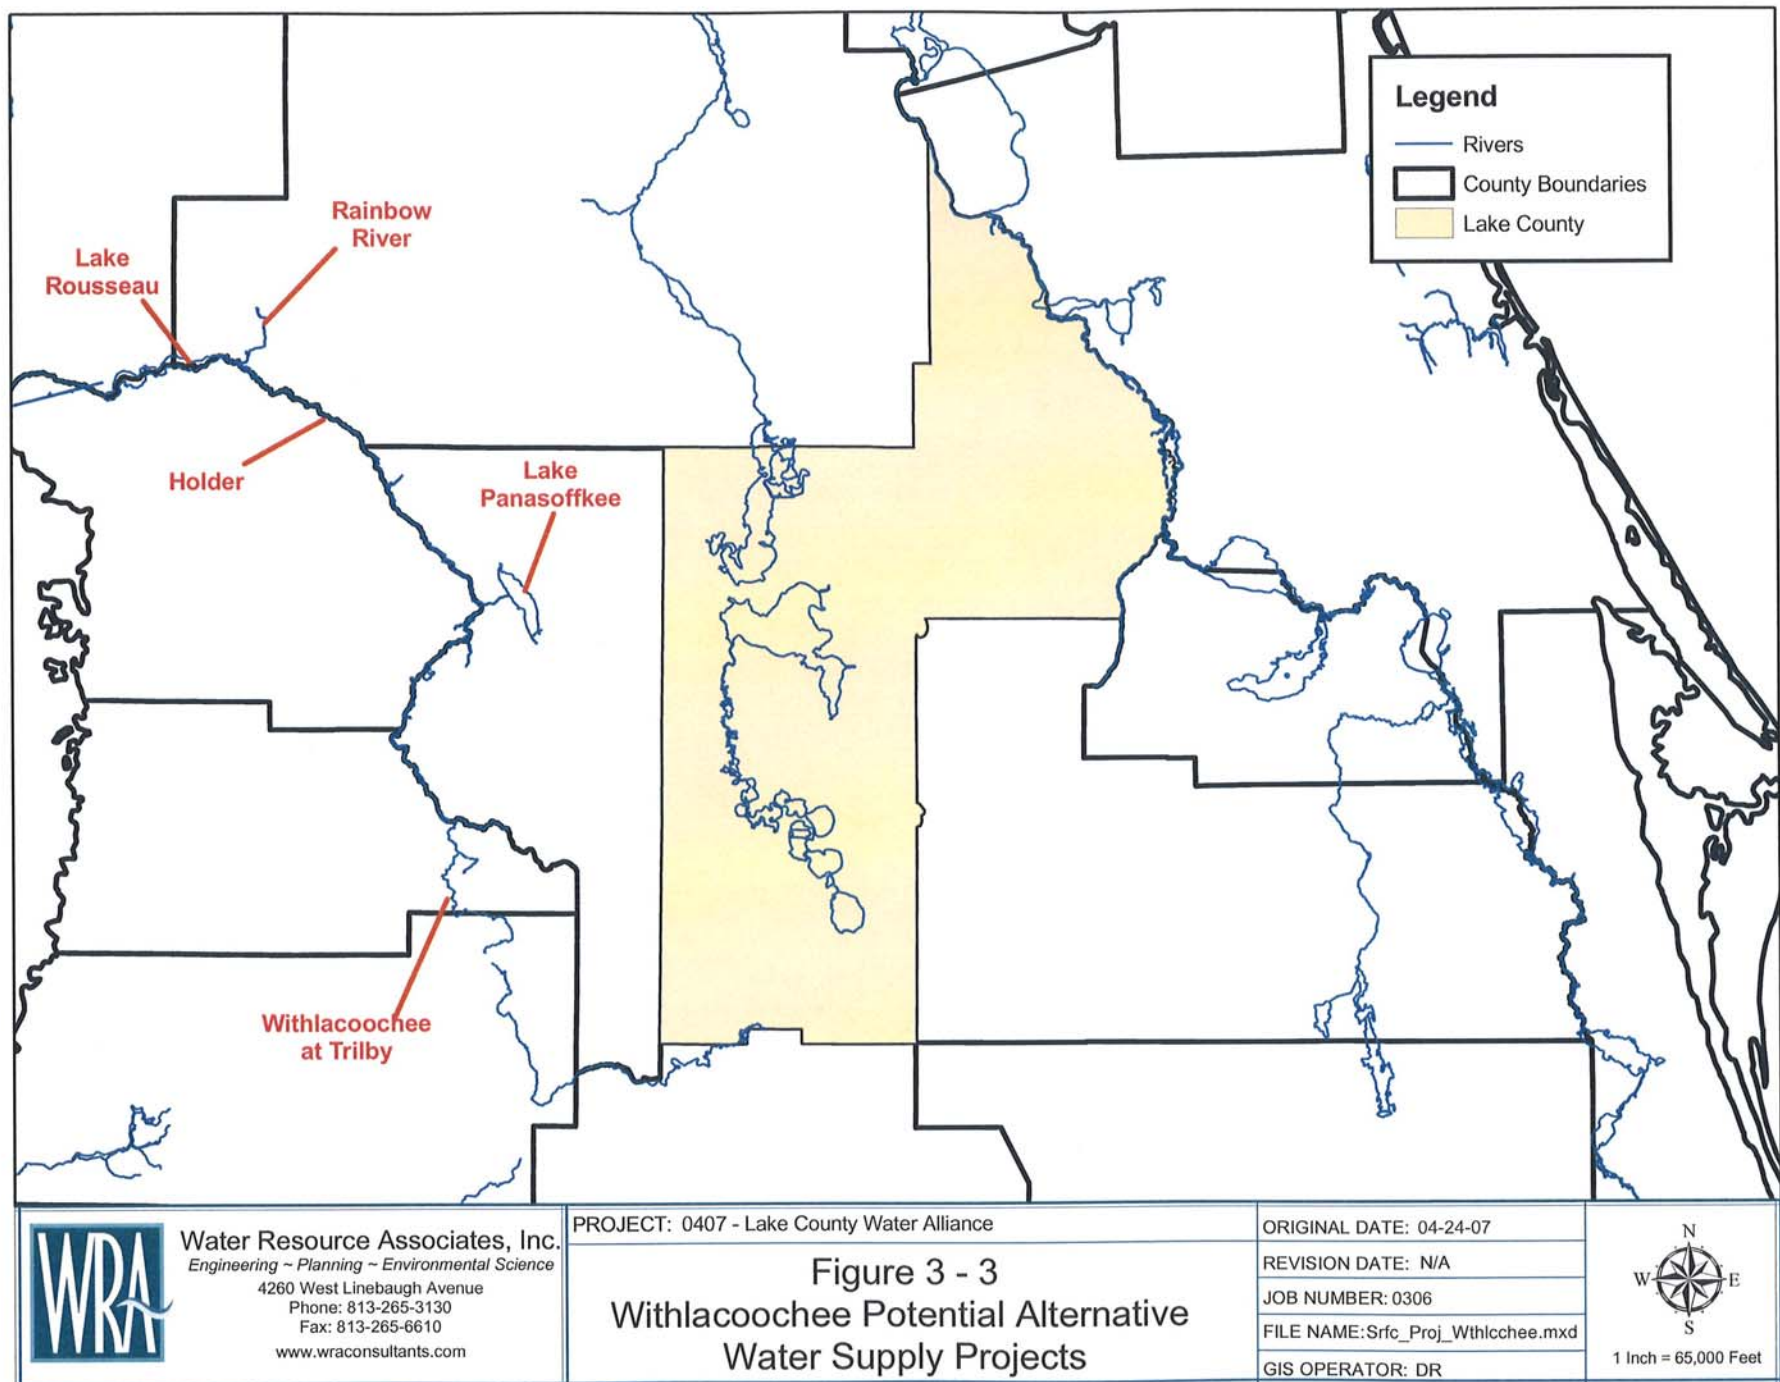 Legend
Rivers
County Boundaries
Lake County
Rainbow
River
Lake
Rousseau
Holder
Lake
Panasoffkee
Withlacoochee
at Trilby
WRA
Water Resource Associates, Inc.
Engineering ~ Planning ~ Environmental Science
4260 West Linebaugh Avenue
Phone: 813-265-3130
Fax: 813-265-6610
www.wraconsultants.com
PROJECT: 0407 - Lake County Water Alliance
Figure 3 - 3
Withlacoochee Potential Alternative
Water Supply Projects
ORIGINAL DATE: 04-24-07
REVISION DATE: N/A
JOB NUMBER: 0306
FILE NAME:Srfc_Proj_Wthlcchee.mxd
GIS OPERATOR: DR
N
W E
S
1 Inch = 65,000 Feet